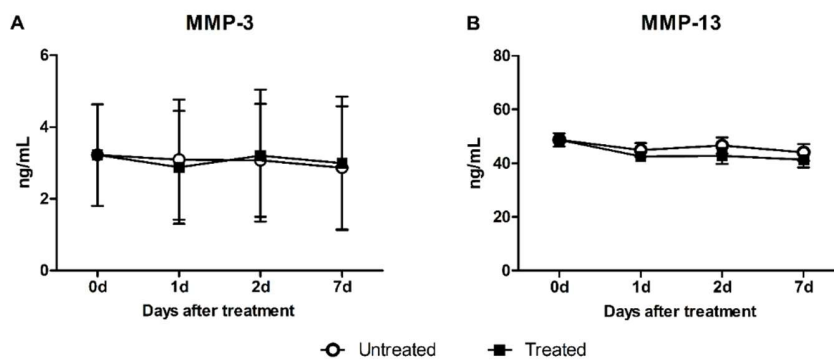 A
MMP-3
ng/mL
6
4
2
0
0d
1d
2d
7d
Days after treatment
B
MMP-13
ng/mL
80
60
40
20
0
0d
1d
2d
7d
Days after treatment
Untreated
Treated